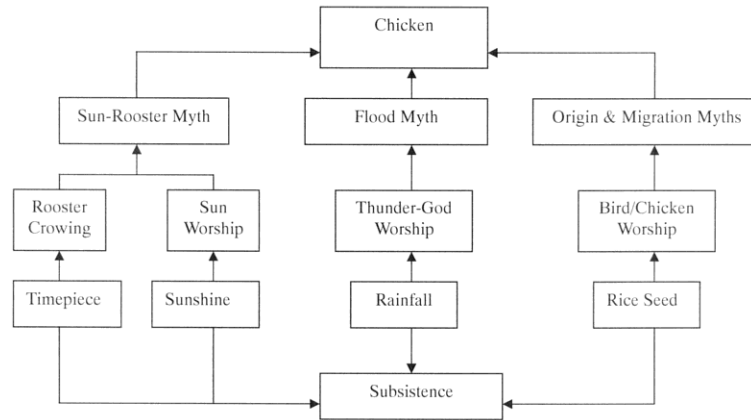 Chicken
Sun-Rooster Myth
Flood Myth
Origin & Migration Myths
Rooster
Crowing
Sun
Worship
Thunder-God
Worship
Bird/Chicken
Worship
Timepiece
Sunshine
Rainfall
Rice Seed
Subsistence